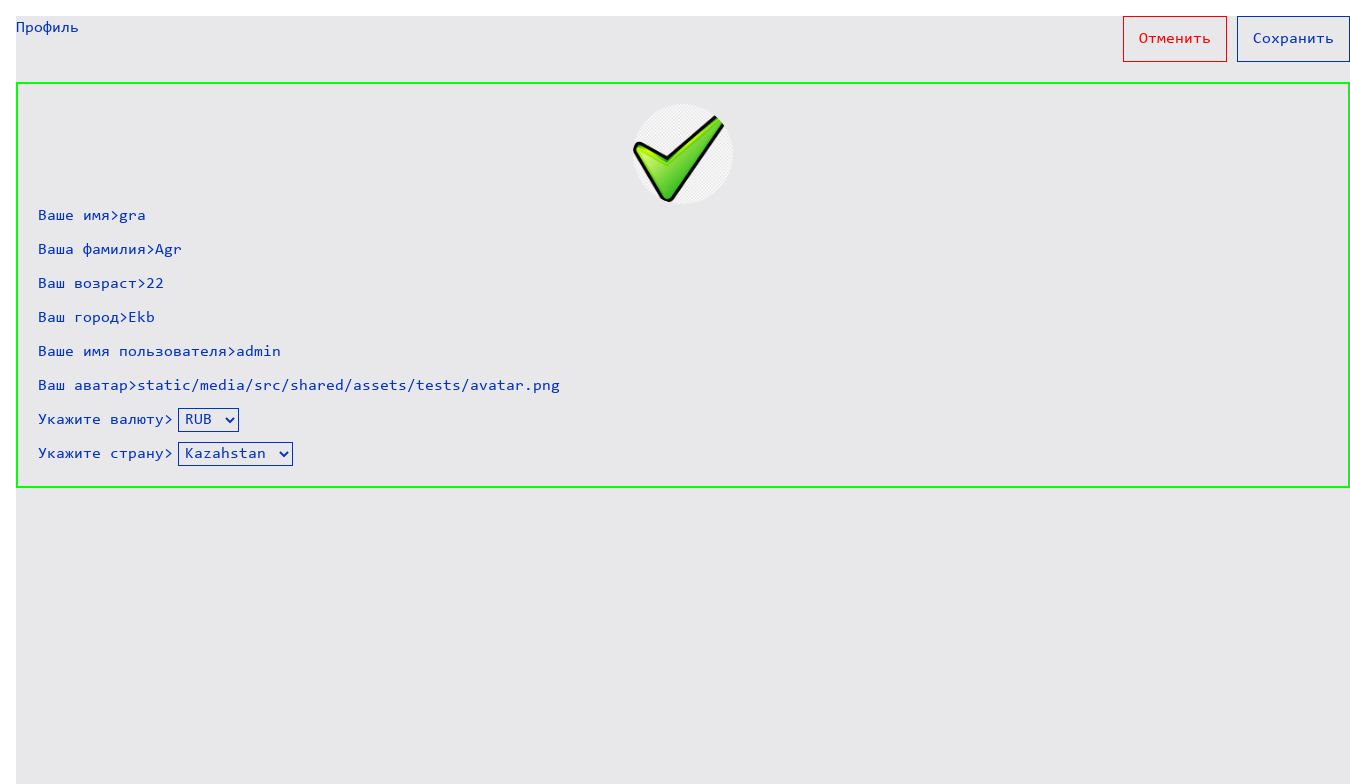 Профиль
Отменить
Сохранить
Ваше имя>gra
Ваша фамилия>Agr
Ваш возраст>22
Ваш город>Ekb
Ваше имя пользователя>admin
Ваш аватар>static/media/src/shared/assets/tests/avatar.png
Укажите валюту> RUB
Укажите страну> Kazahstan